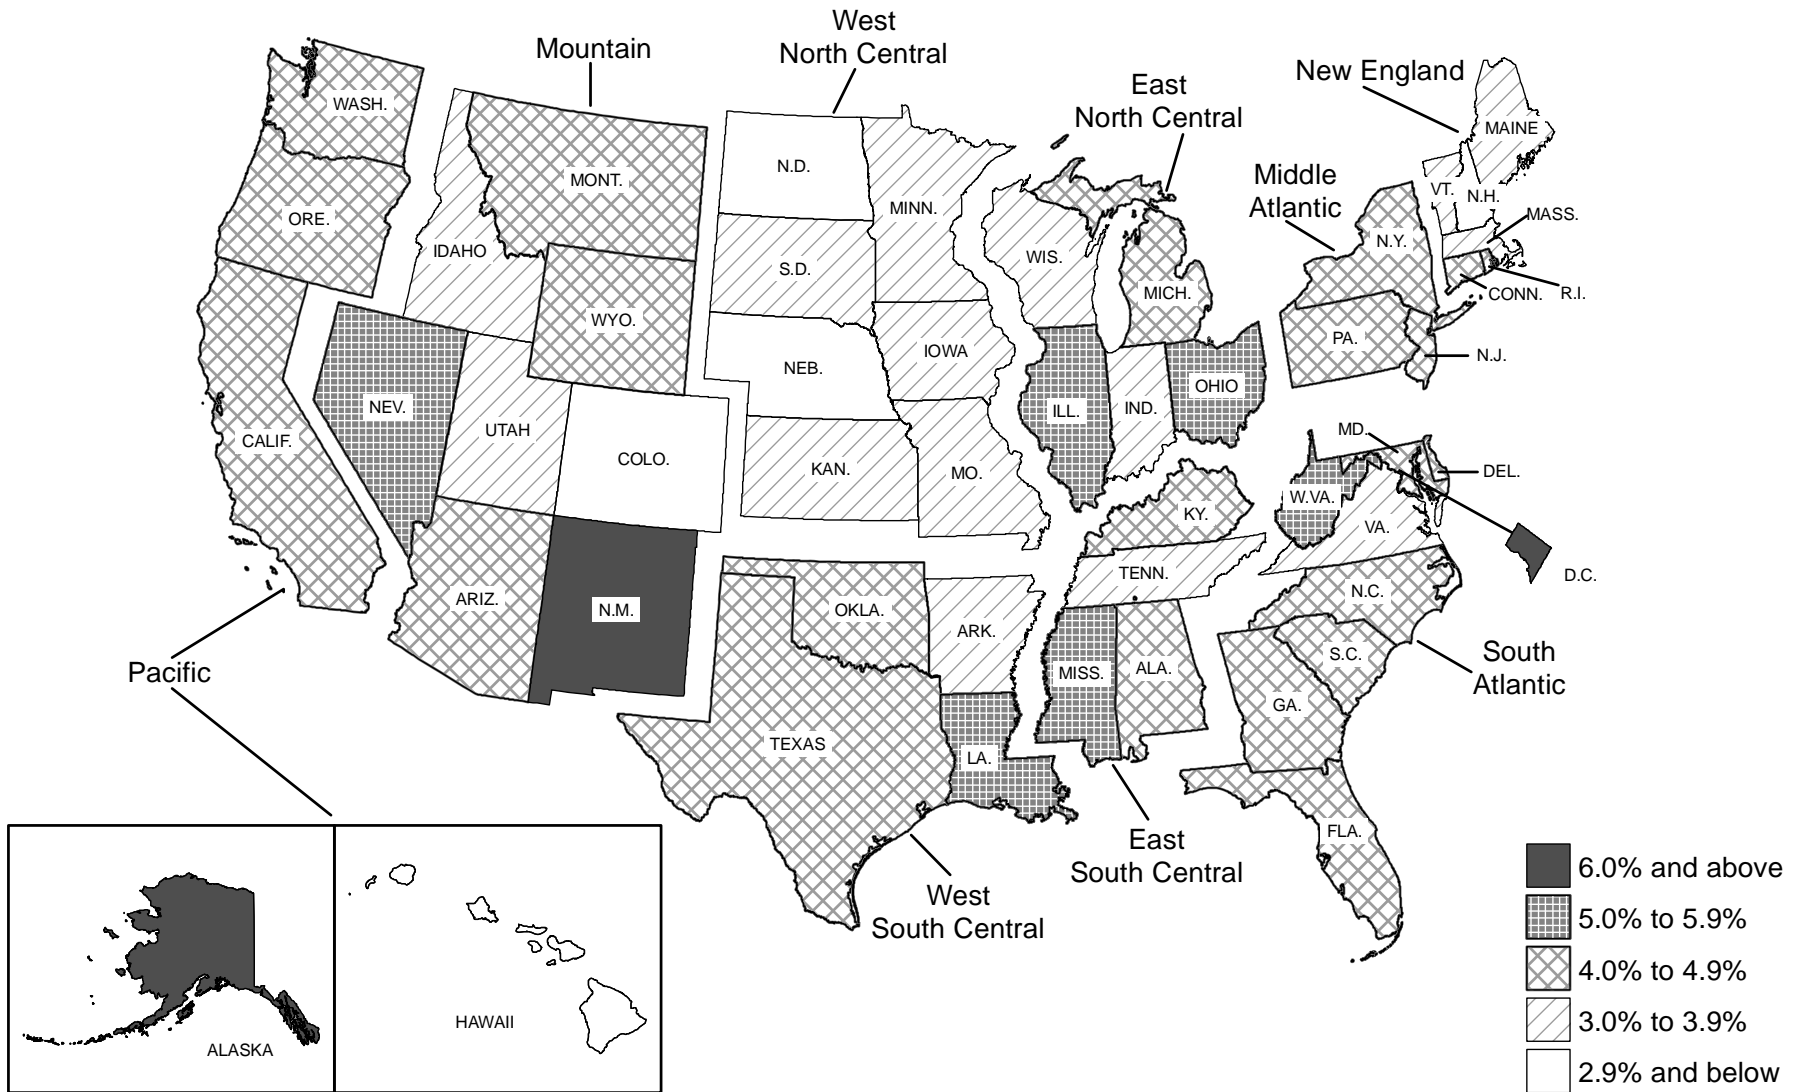 West
North Central
Mountain
New England
East
North Central
WASH.
MAINE
N.D.
MONT.
Middle
Atlantic
VT.
N.H.
MINN.
MASS.
ORE.
N.Y.
IDAHO
WIS.
S.D.
MICH.
CONN.
R.I.
WYO.
PA.
IOWA
N.J.
NEB.
OHIO
NEV.
ILL.
IND.
UTAH
MD.
CALIF.
COLO.
KAN.
MO.
DEL.
W.VA.
KY.
VA.
TENN.
D.C.
ARIZ.
N.M.
OKLA.
N.C.
ARK.
S.C.
South
Atlantic
Pacific
MISS.
ALA.
GA.
TEXAS
LA.
FLA.
East
South Central
West
South Central
6.0% and above
5.0% to 5.9%
4.0% to 4.9%
3.0% to 3.9%
2.9% and below
HAWAII
ALASKA